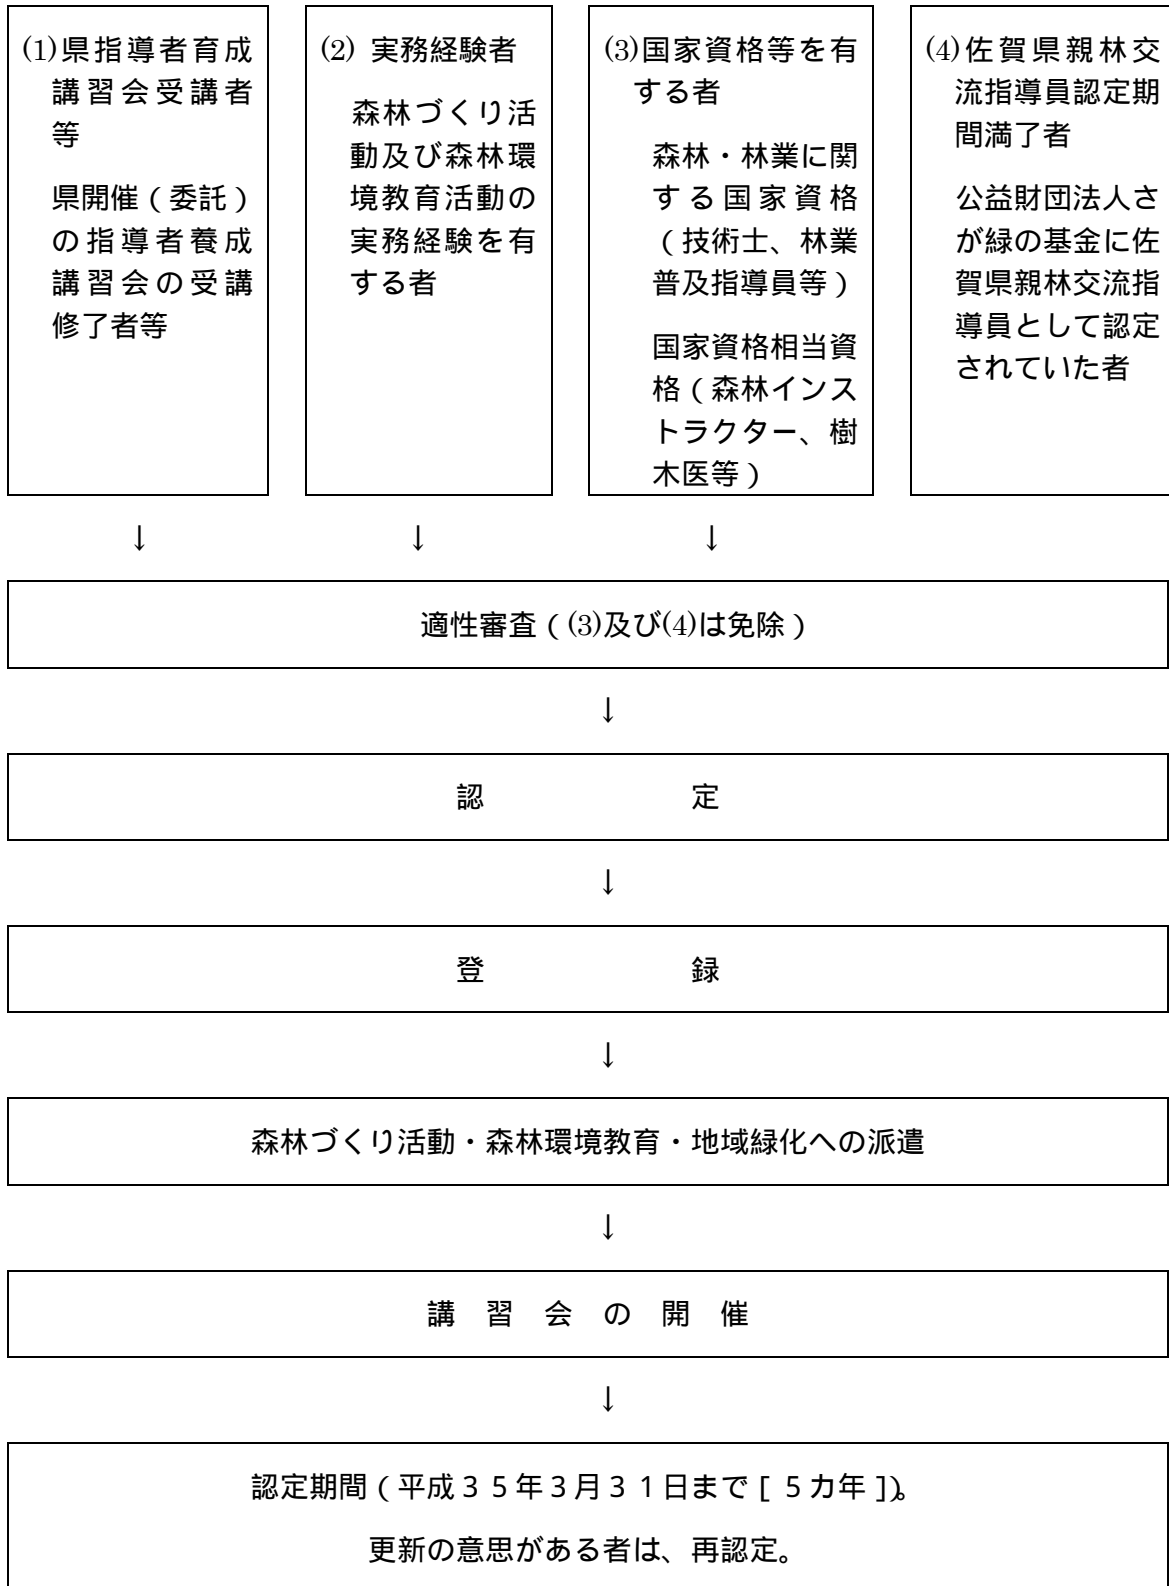 (1)県指導者育成
講習会受講者
等
県開催(委託)
の指導者養成
講習会の受講
修了者等
(2) 実務経験者
森林づくり活
動及び森林環
境教育活動の
実務経験を有
する者
(3)国家資格等を有
する者
森林・林業に関
する国家資格
(技術士、林業
普及指導員等)
国家資格相当資
格(森林インス
トラクター、樹
木医等)
(4)佐賀県親林交
流指導員認定期
間満了者
公益財団法人さ
が緑の基金に佐
賀県親林交流指
導員として認定
されていた者
↓ ↓ ↓
適性審査((3)及び(4)は免除)
↓
認 定
↓
登 録
↓
森林づくり活動・森林環境教育・地域緑化への派遣
↓
講 習 会 の 開 催
↓
認定期間(平成35年3月31日まで[5カ年])。
更新の意思がある者は、再認定。